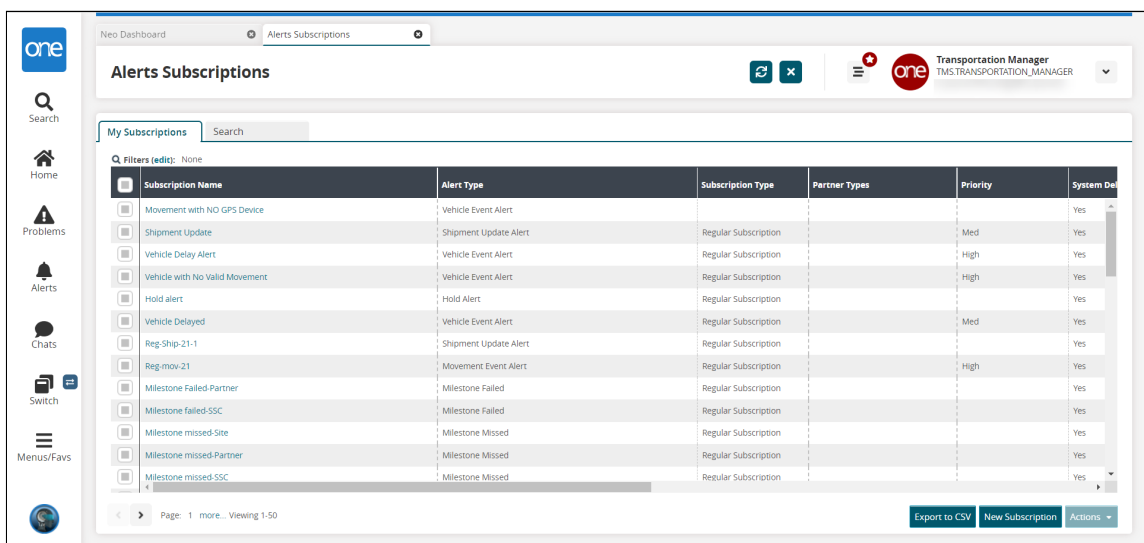 one
Search
Home
Problems
Alerts
Chats
Switch
Menus/Favs
Neo Dashboard
Alerts Subscriptions
Alerts Subscriptions
one
Transportation Manager
TMS.TRANSPORTATION_MANAGER
My Subscriptions
Search
Filters (edit): None
Subscription Name Alert Type Subscription Type Partner Types Priority System Del
Movement with NO GPS Device Vehicle Event Alert Yes
Shipment Update Shipment Update Alert Regular Subscription Med Yes
Vehicle Delay Alert Vehicle Event Alert Regular Subscription High Yes
Vehicle with No Valid Movement Vehicle Event Alert Regular Subscription High Yes
Hold alert Hold Alert Regular Subscription Yes
Vehicle Delayed Vehicle Event Alert Regular Subscription Med Yes
Reg-Ship-21-1 Shipment Update Alert Regular Subscription Yes
Reg-mov-21 Movement Event Alert Regular Subscription High Yes
Milestone Failed-Partner Milestone Failed Regular Subscription Yes
Milestone failed-SSC Milestone Failed Regular Subscription Yes
Milestone missed-Site Milestone Missed Regular Subscription Yes
Milestone missed-Partner Milestone Missed Regular Subscription Yes
Milestone missed-SSC Milestone Missed Regular Subscription Yes
Page: 1 more... Viewing 1-50
Export to CSV
New Subscription
Actions